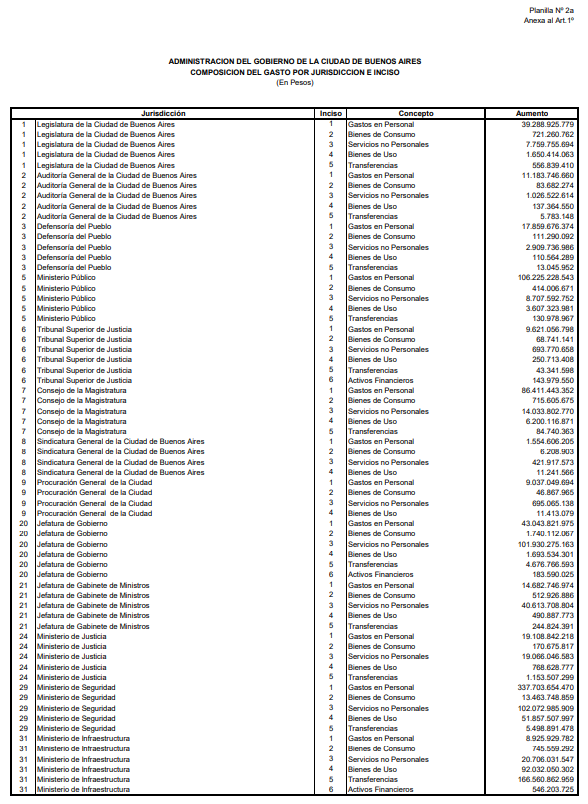 Planilla Nº 2a
Anexa al Art.1º
ADMINISTRACION DEL GOBIERNO DE LA CIUDAD DE BUENOS AIRES
COMPOSICION DEL GASTO POR JURISDICCION E INCISO
(En Pesos)
Jurisdicción Inciso Concepto Aumento
1 Legislatura de la Ciudad de Buenos Aires 1 Gastos en Personal 39.288.925.779
1 Legislatura de la Ciudad de Buenos Aires 2 Bienes de Consumo 721.260.762
1 Legislatura de la Ciudad de Buenos Aires 3 Servicios no Personales 7.759.755.694
1 Legislatura de la Ciudad de Buenos Aires 4 Bienes de Uso 1.650.414.063
1 Legislatura de la Ciudad de Buenos Aires 5 Transferencias 556.839.410
2 Auditoría General de la Ciudad de Buenos Aires 1 Gastos en Personal 11.183.746.660
2 Auditoría General de la Ciudad de Buenos Aires 2 Bienes de Consumo 83.682.274
2 Auditoría General de la Ciudad de Buenos Aires 3 Servicios no Personales 1.026.522.614
2 Auditoría General de la Ciudad de Buenos Aires 4 Bienes de Uso 137.364.550
2 Auditoría General de la Ciudad de Buenos Aires 5 Transferencias 5.783.148
3 Defensoría del Pueblo 1 Gastos en Personal 17.859.676.374
3 Defensoría del Pueblo 2 Bienes de Consumo 111.290.092
3 Defensoría del Pueblo 3 Servicios no Personales 2.909.736.986
3 Defensoría del Pueblo 4 Bienes de Uso 110.564.289
3 Defensoría del Pueblo 5 Transferencias 13.045.952
5 Ministerio Público 1 Gastos en Personal 106.225.228.543
5 Ministerio Público 2 Bienes de Consumo 414.006.671
5 Ministerio Público 3 Servicios no Personales 8.707.592.752
5 Ministerio Público 4 Bienes de Uso 3.607.323.981
5 Ministerio Público 5 Transferencias 130.978.967
6 Tribunal Superior de Justicia 1 Gastos en Personal 9.621.056.798
6 Tribunal Superior de Justicia 2 Bienes de Consumo 68.741.141
6 Tribunal Superior de Justicia 3 Servicios no Personales 693.770.658
6 Tribunal Superior de Justicia 4 Bienes de Uso 250.713.408
6 Tribunal Superior de Justicia 5 Transferencias 43.341.598
6 Tribunal Superior de Justicia 6 Activos Financieros 143.979.550
7 Consejo de la Magistratura 1 Gastos en Personal 86.411.443.352
7 Consejo de la Magistratura 2 Bienes de Consumo 715.605.675
7 Consejo de la Magistratura 3 Servicios no Personales 14.033.802.770
7 Consejo de la Magistratura 4 Bienes de Uso 6.200.116.871
7 Consejo de la Magistratura 5 Transferencias 84.740.363
8 Sindicatura General de la Ciudad de Buenos Aires 1 Gastos en Personal 1.554.606.205
8 Sindicatura General de la Ciudad de Buenos Aires 2 Bienes de Consumo 6.208.903
8 Sindicatura General de la Ciudad de Buenos Aires 3 Servicios no Personales 421.917.573
8 Sindicatura General de la Ciudad de Buenos Aires 4 Bienes de Uso 11.241.566
9 Procuración General de la Ciudad 1 Gastos en Personal 9.037.049.694
9 Procuración General de la Ciudad 2 Bienes de Consumo 46.867.965
9 Procuración General de la Ciudad 3 Servicios no Personales 695.065.138
9 Procuración General de la Ciudad 4 Bienes de Uso 11.413.079
20 Jefatura de Gobierno 1 Gastos en Personal 43.043.821.975
20 Jefatura de Gobierno 2 Bienes de Consumo 1.740.112.067
20 Jefatura de Gobierno 3 Servicios no Personales 101.930.275.163
20 Jefatura de Gobierno 4 Bienes de Uso 1.693.534.301
20 Jefatura de Gobierno 5 Transferencias 4.676.766.593
20 Jefatura de Gobierno 6 Activos Financieros 183.590.025
21 Jefatura de Gabinete de Ministros 1 Gastos en Personal 14.682.746.974
21 Jefatura de Gabinete de Ministros 2 Bienes de Consumo 512.926.886
21 Jefatura de Gabinete de Ministros 3 Servicios no Personales 40.613.708.804
21 Jefatura de Gabinete de Ministros 4 Bienes de Uso 490.887.773
21 Jefatura de Gabinete de Ministros 5 Transferencias 244.824.391
24 Ministerio de Justicia 1 Gastos en Personal 19.108.842.218
24 Ministerio de Justicia 2 Bienes de Consumo 170.675.817
24 Ministerio de Justicia 3 Servicios no Personales 19.066.046.583
24 Ministerio de Justicia 4 Bienes de Uso 768.628.777
24 Ministerio de Justicia 5 Transferencias 1.153.507.299
29 Ministerio de Seguridad 1 Gastos en Personal 337.703.654.470
29 Ministerio de Seguridad 2 Bienes de Consumo 13.463.748.859
29 Ministerio de Seguridad 3 Servicios no Personales 102.072.985.909
29 Ministerio de Seguridad 4 Bienes de Uso 51.857.507.997
29 Ministerio de Seguridad 5 Transferencias 5.498.891.478
31 Ministerio de Infraestructura 1 Gastos en Personal 8.925.929.782
31 Ministerio de Infraestructura 2 Bienes de Consumo 745.559.292
31 Ministerio de Infraestructura 3 Servicios no Personales 20.706.031.547
31 Ministerio de Infraestructura 4 Bienes de Uso 92.032.050.302
31 Ministerio de Infraestructura 5 Transferencias 166.560.862.959
31 Ministerio de Infraestructura 6 Activos Financieros 546.203.725